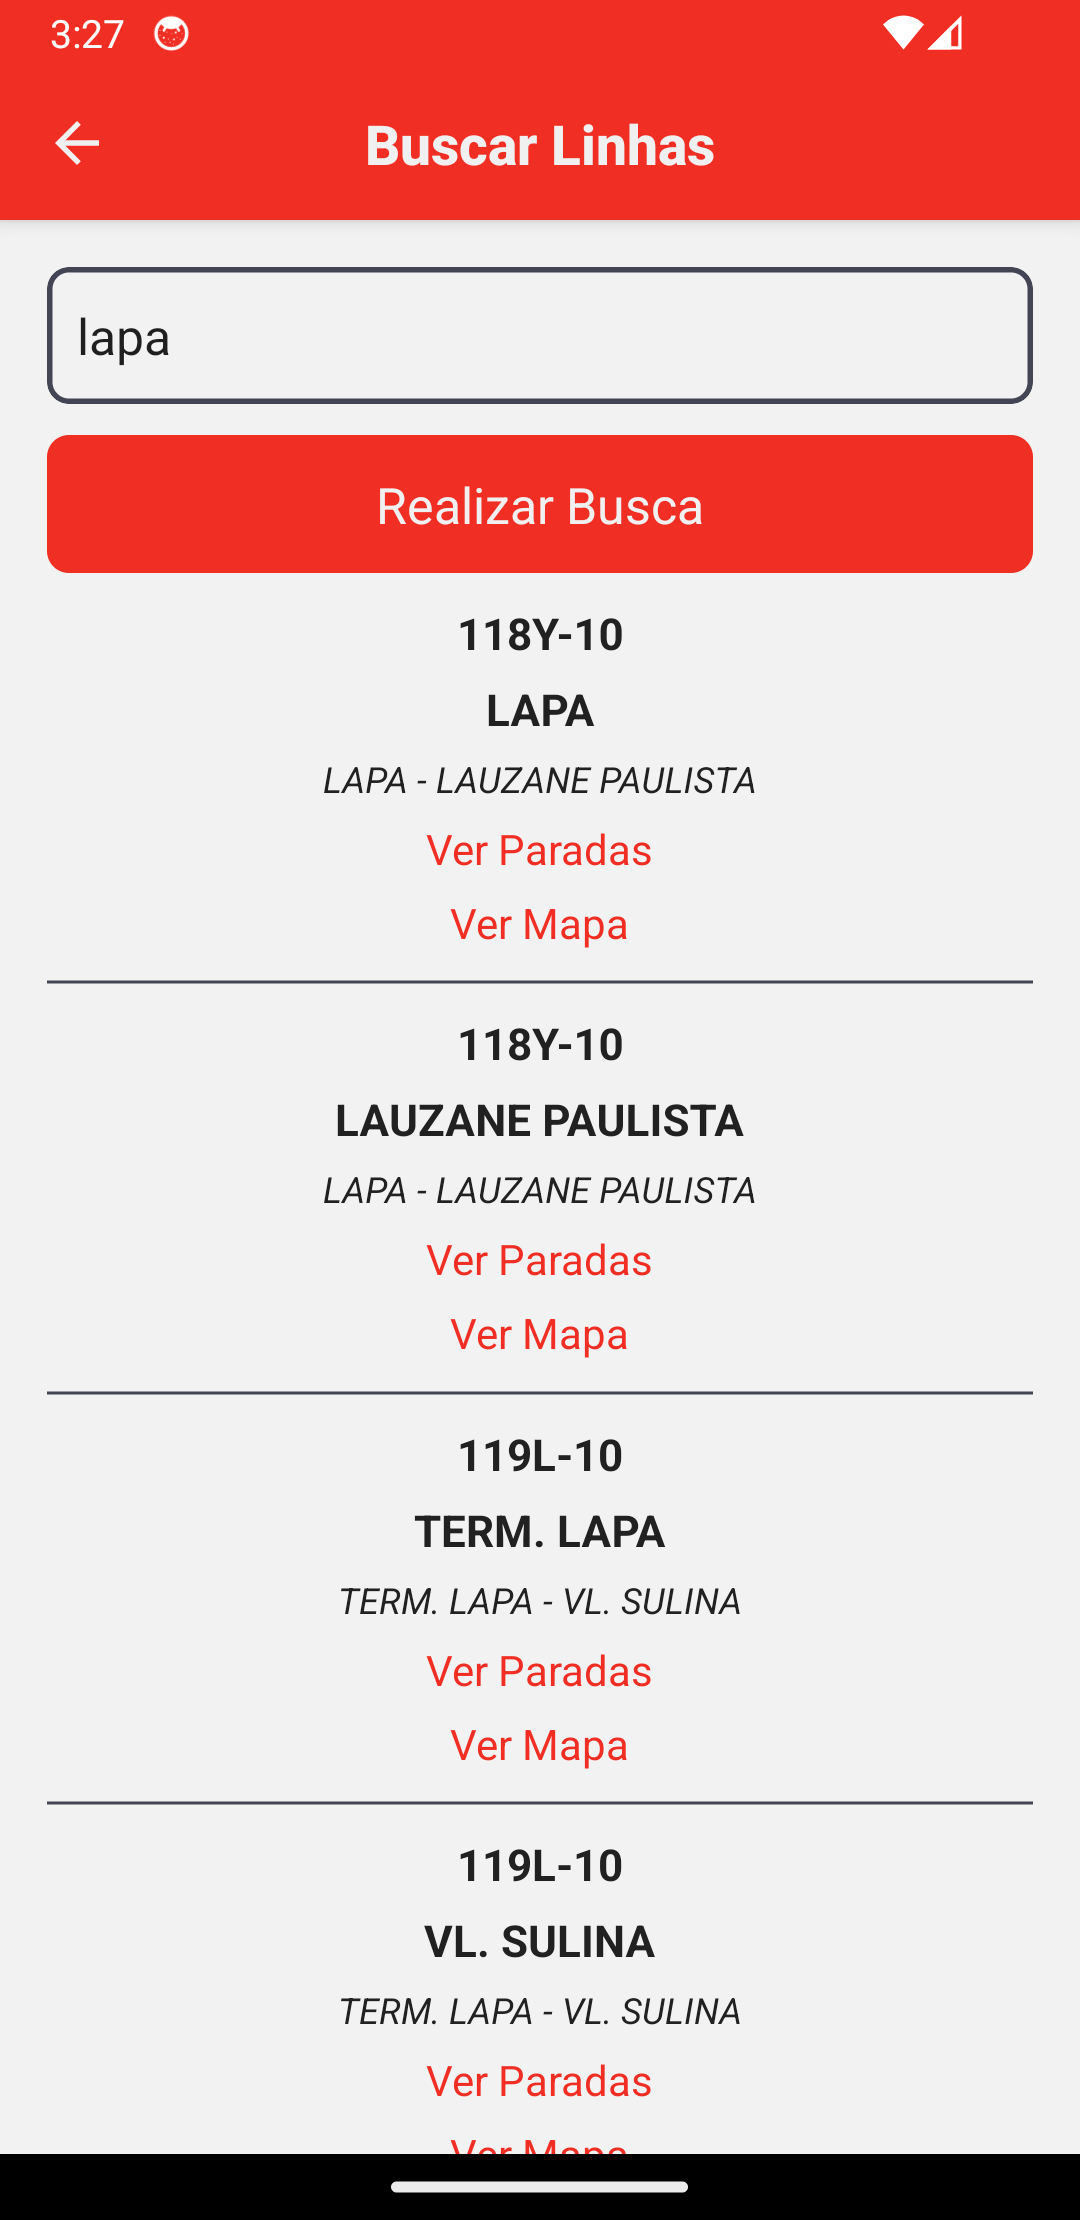 3:27
Buscar Linhas
lapa
Realizar Busca
118Y-10
LAPA
LAPA - LAUZANE PAULISTA
Ver Paradas
Ver Mapa
118Y-10
LAUZANE PAULISTA
LAPA - LAUZANE PAULISTA
Ver Paradas
Ver Mapa
119L-10
TERM. LAPA
TERM. LAPA - VL. SULINA
Ver Paradas
Ver Mapa
119L-10
VL. SULINA
TERM. LAPA - VL. SULINA
Ver Paradas
Ver Mapa